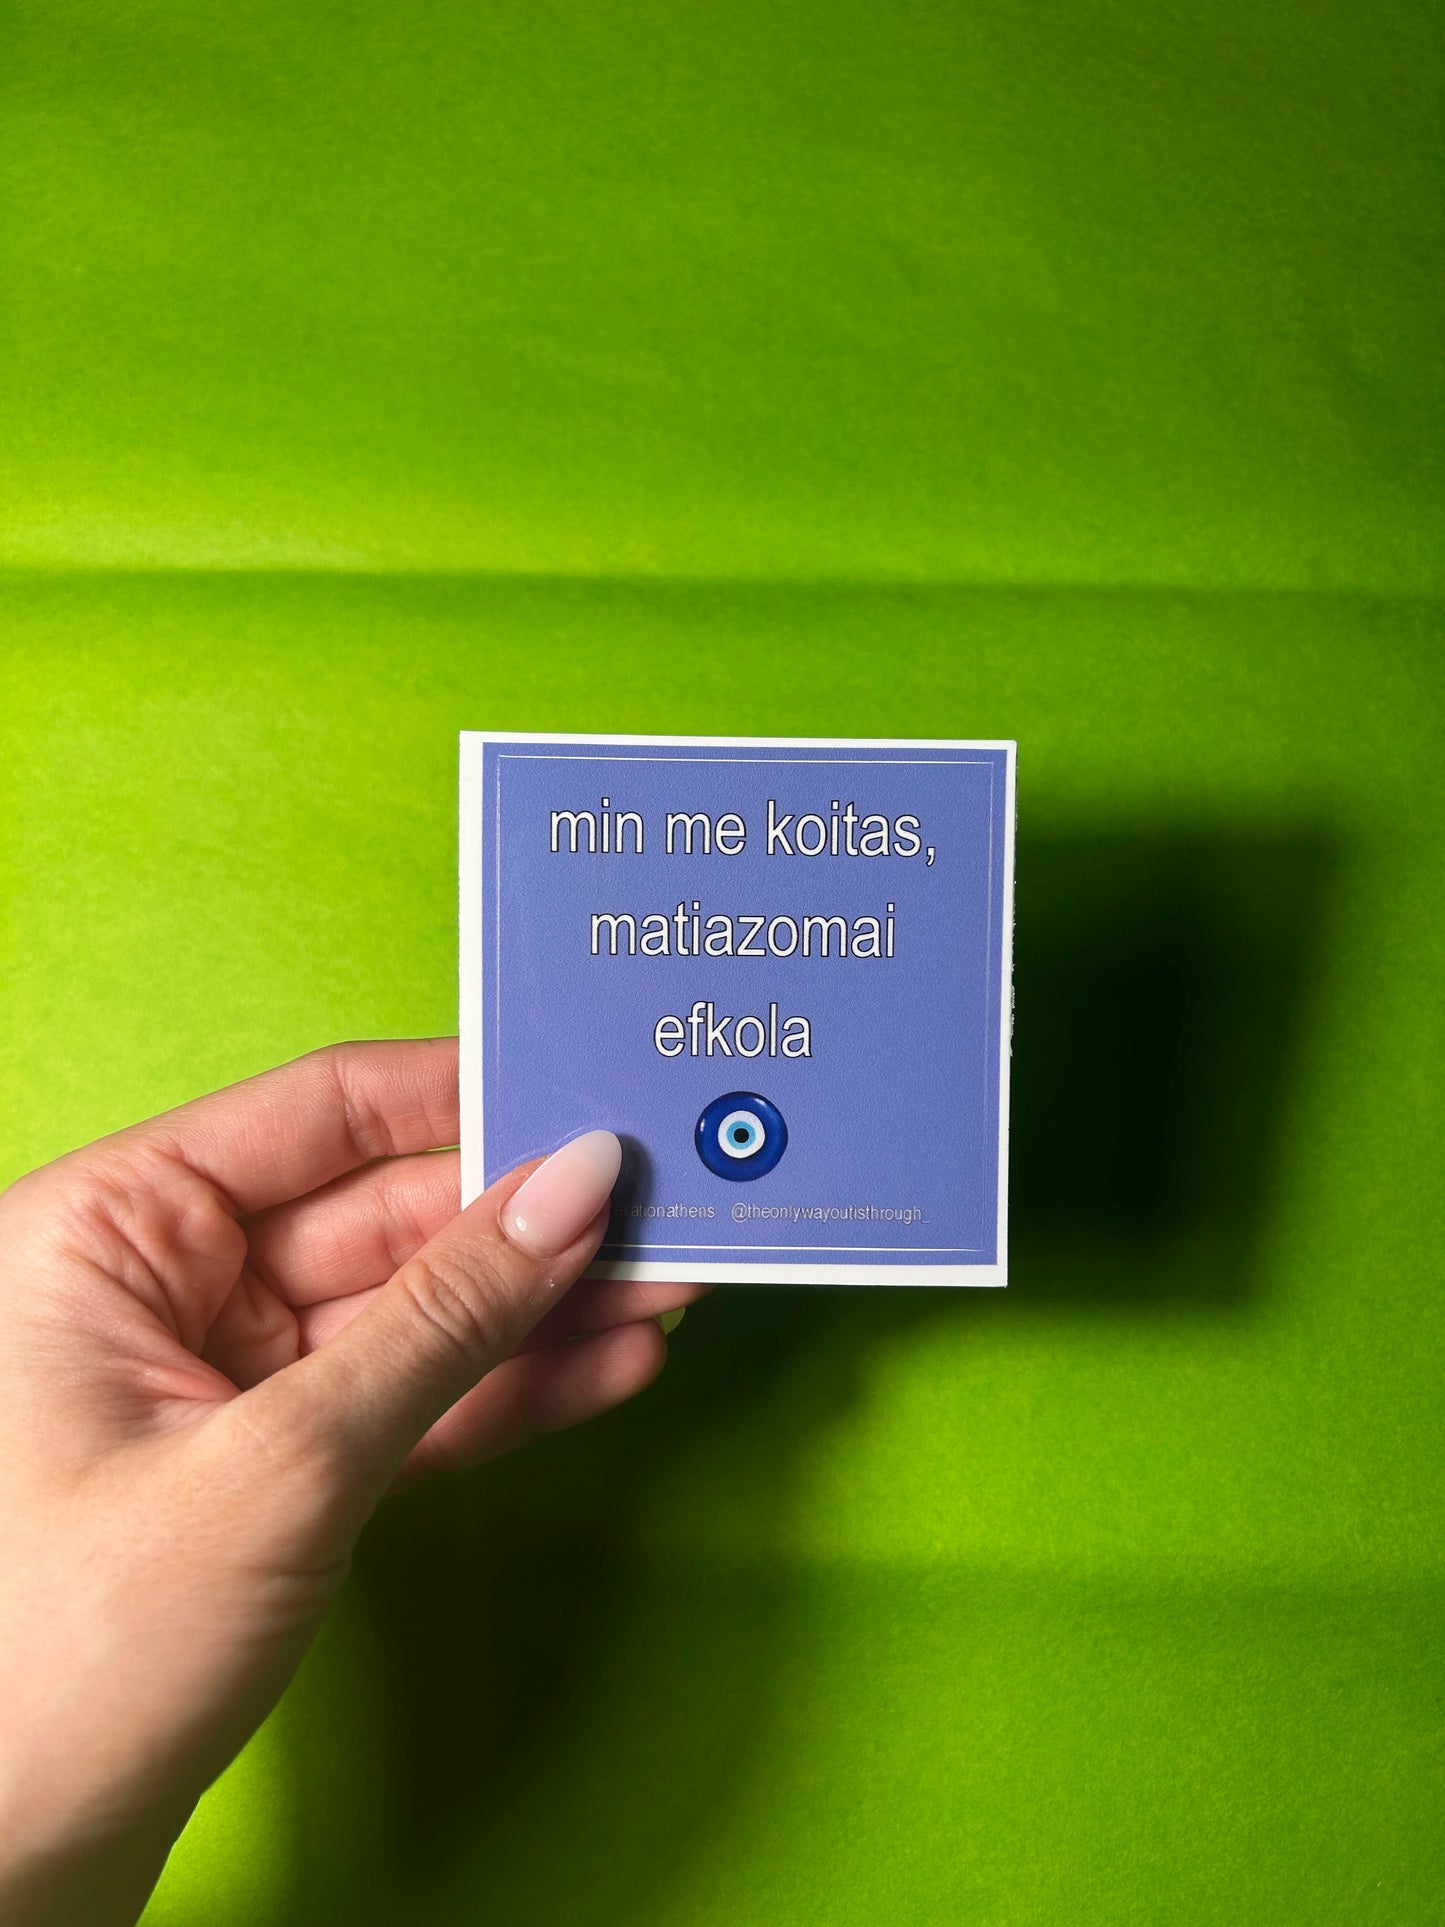 min me koitas,
matiazomai
efkola
@theonlywayoutisthrough_